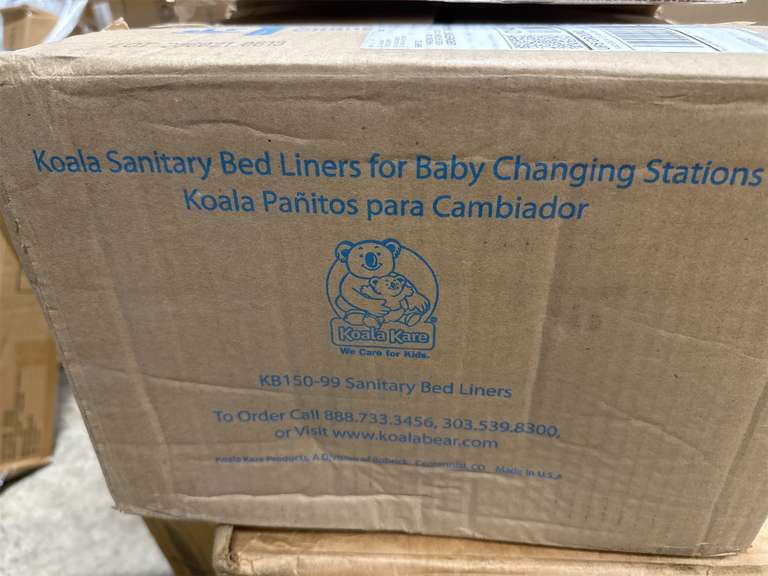 Koala Sanitary Bed Liners for Baby Changing Stations
Koala Pañitos para Cambiador
Koala Kare
We Care for Kids.
KB150-99 Sanitary Bed Liners
To Order Call 888.733.3456, 303.539.8300,
or Visit www.koalabear.com
Koala Kare Products, A Division of Bobrick, Centennial, CO Made in U.S.A